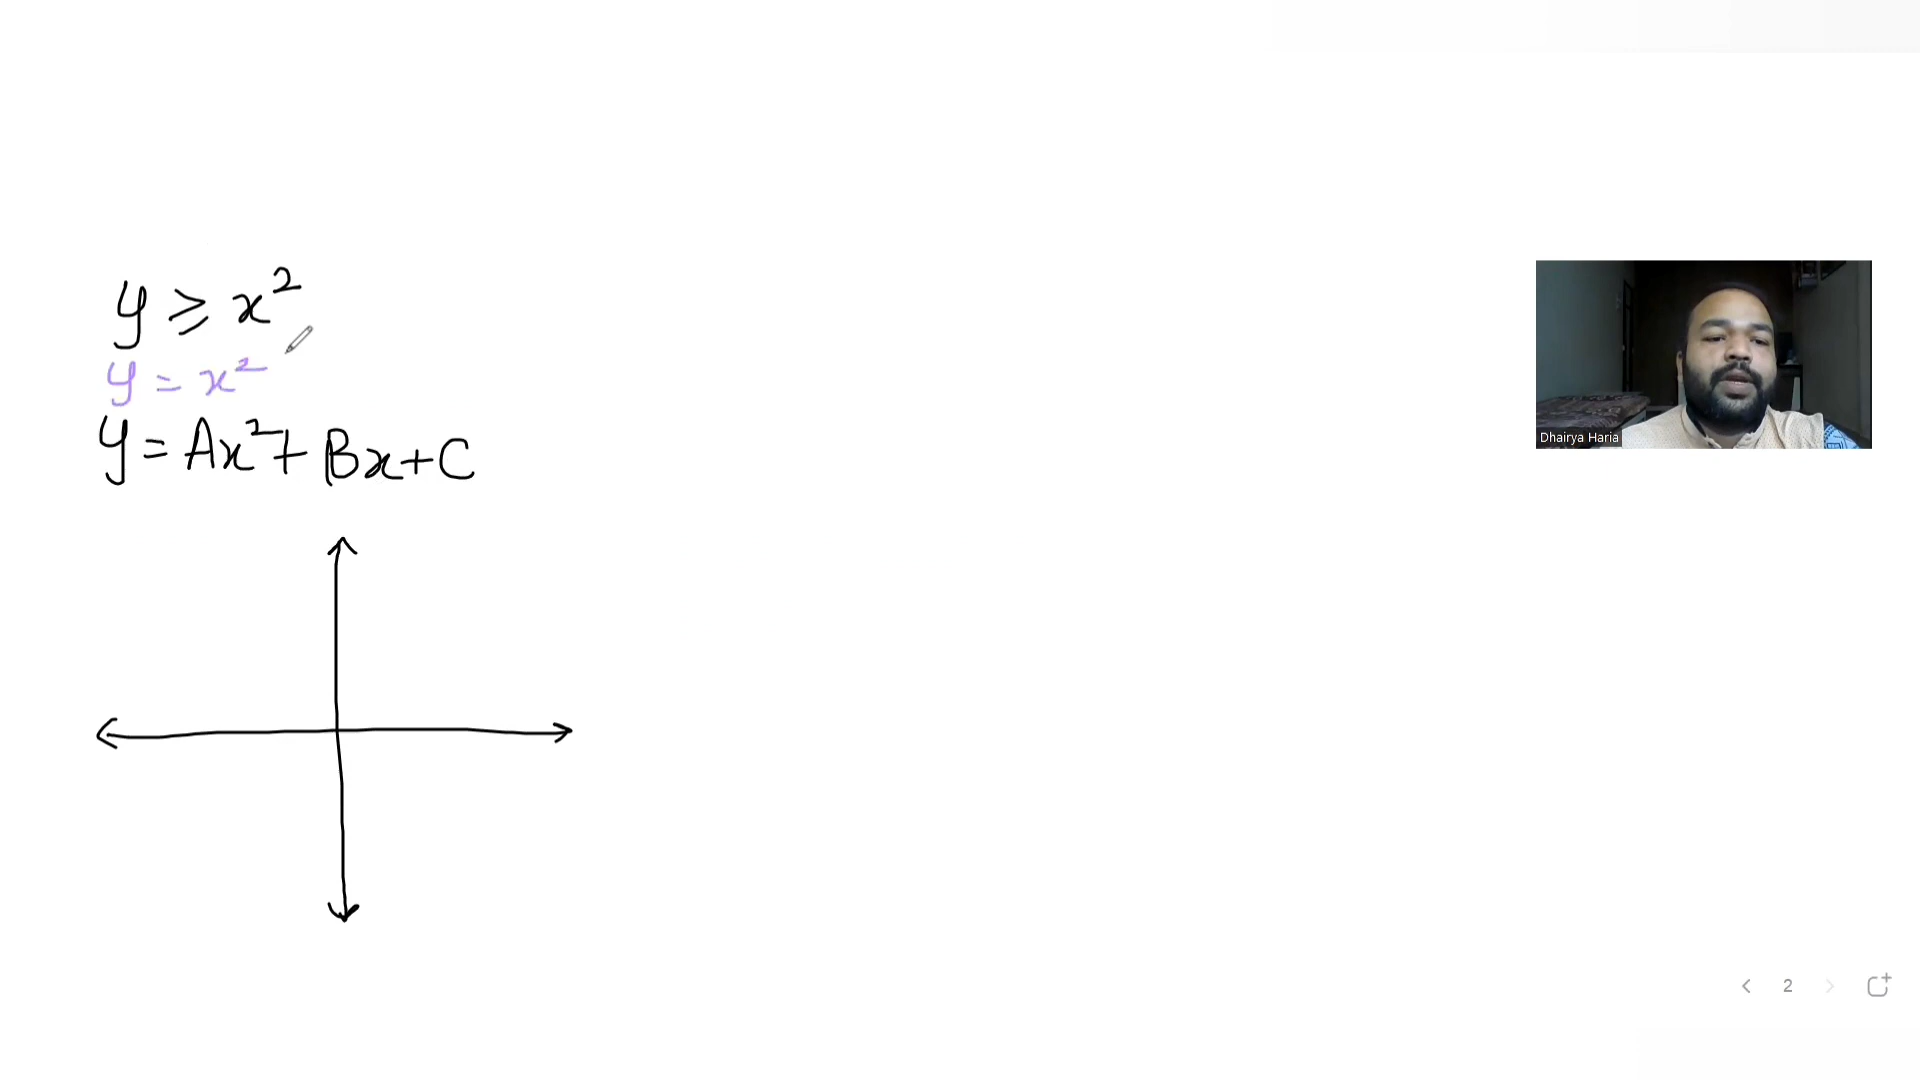 y ≥ x²
y = x²
y = Ax² + Bx + C
Dhairya Haria
2